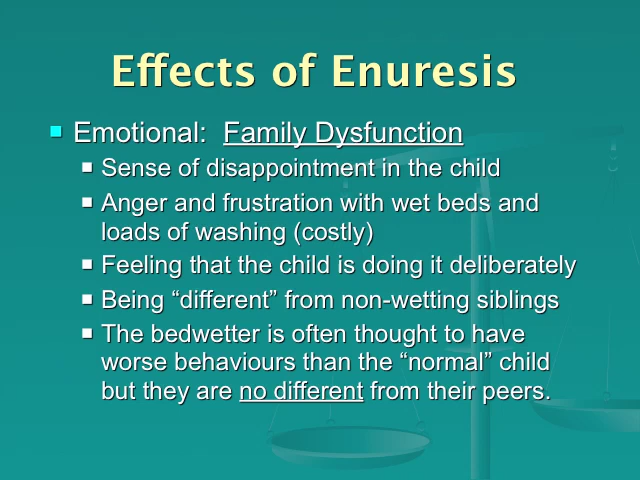 Effects of Enuresis
Emotional:  Family Dysfunction
Sense of disappointment in the child
Anger and frustration with wet beds and
loads of washing (costly)
Feeling that the child is doing it deliberately
Being “different” from non-wetting siblings
The bedwetter is often thought to have
worse behaviours than the “normal” child
but they are no different from their peers.